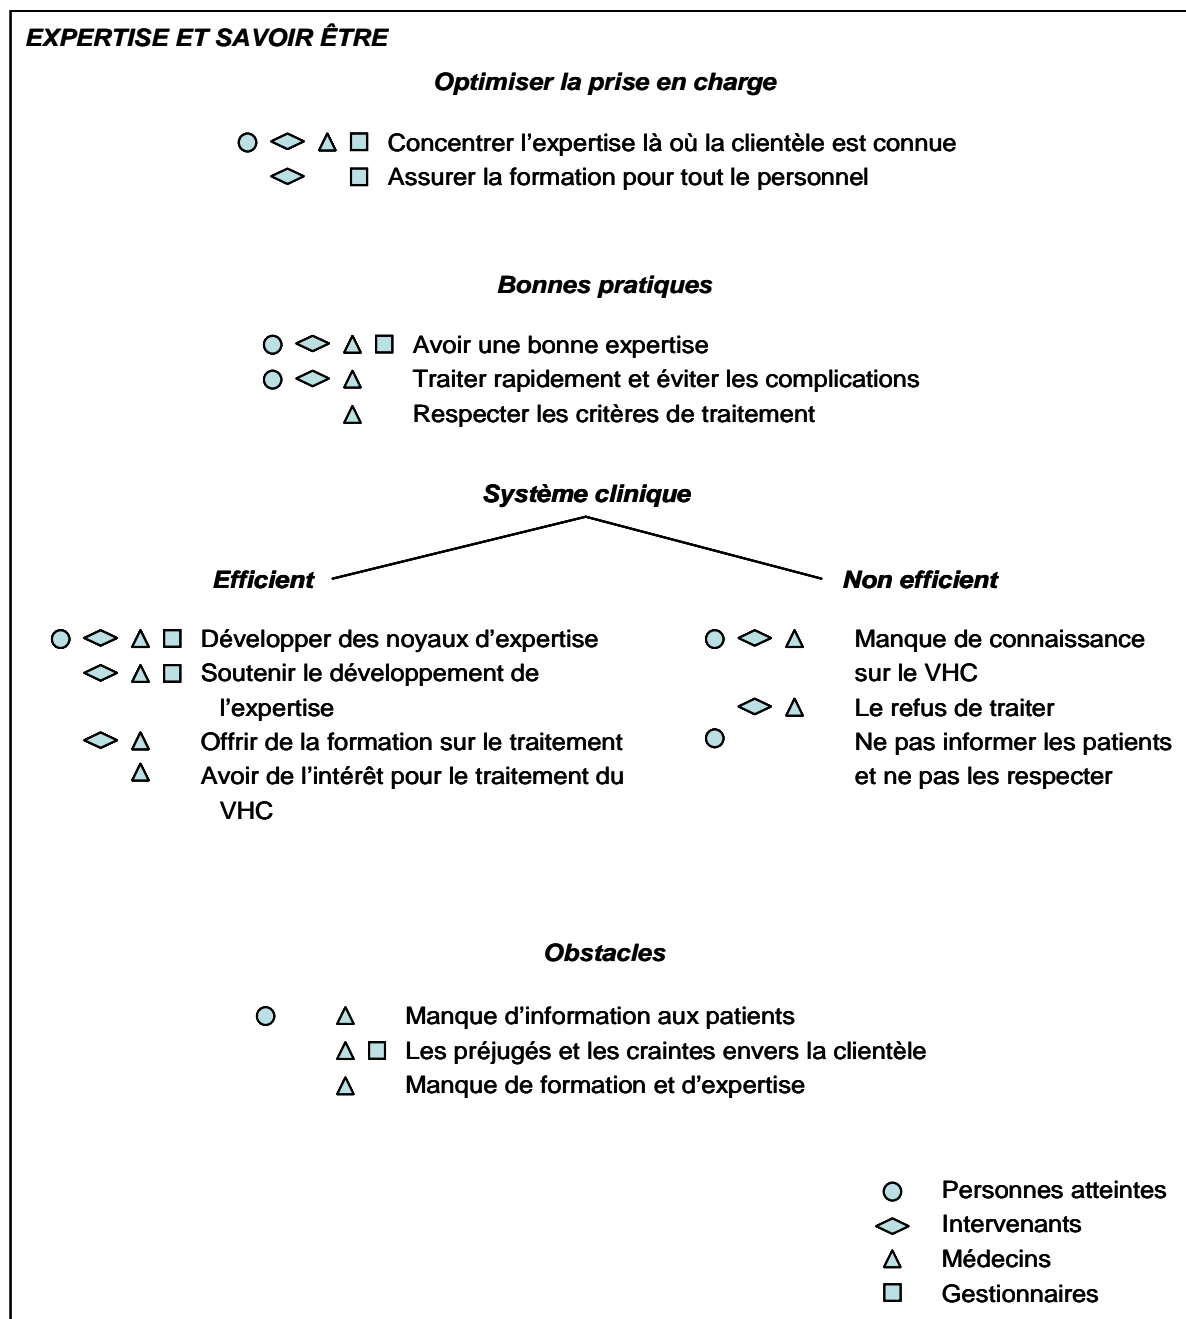 EXPERTISE ET SAVOIR ÊTRE
Optimiser la prise en charge
Concentrer l'expertise là où la clientèle est connue
Assurer la formation pour tout le personnel
Bonnes pratiques
Avoir une bonne expertise
Traiter rapidement et éviter les complications
Respecter les critères de traitement
Système clinique
Efficient
Développer des noyaux d'expertise
Soutenir le développement de
l'expertise
Offrir de la formation sur le traitement
Avoir de l'intérêt pour le traitement du
VHC
Non efficient
Manque de connaissance
sur le VHC
Le refus de traiter
Ne pas informer les patients
et ne pas les respecter
Obstacles
Manque d'information aux patients
Les préjugés et les craintes envers la clientèle
Manque de formation et d'expertise
Personnes atteintes
Intervenants
Médecins
Gestionnaires